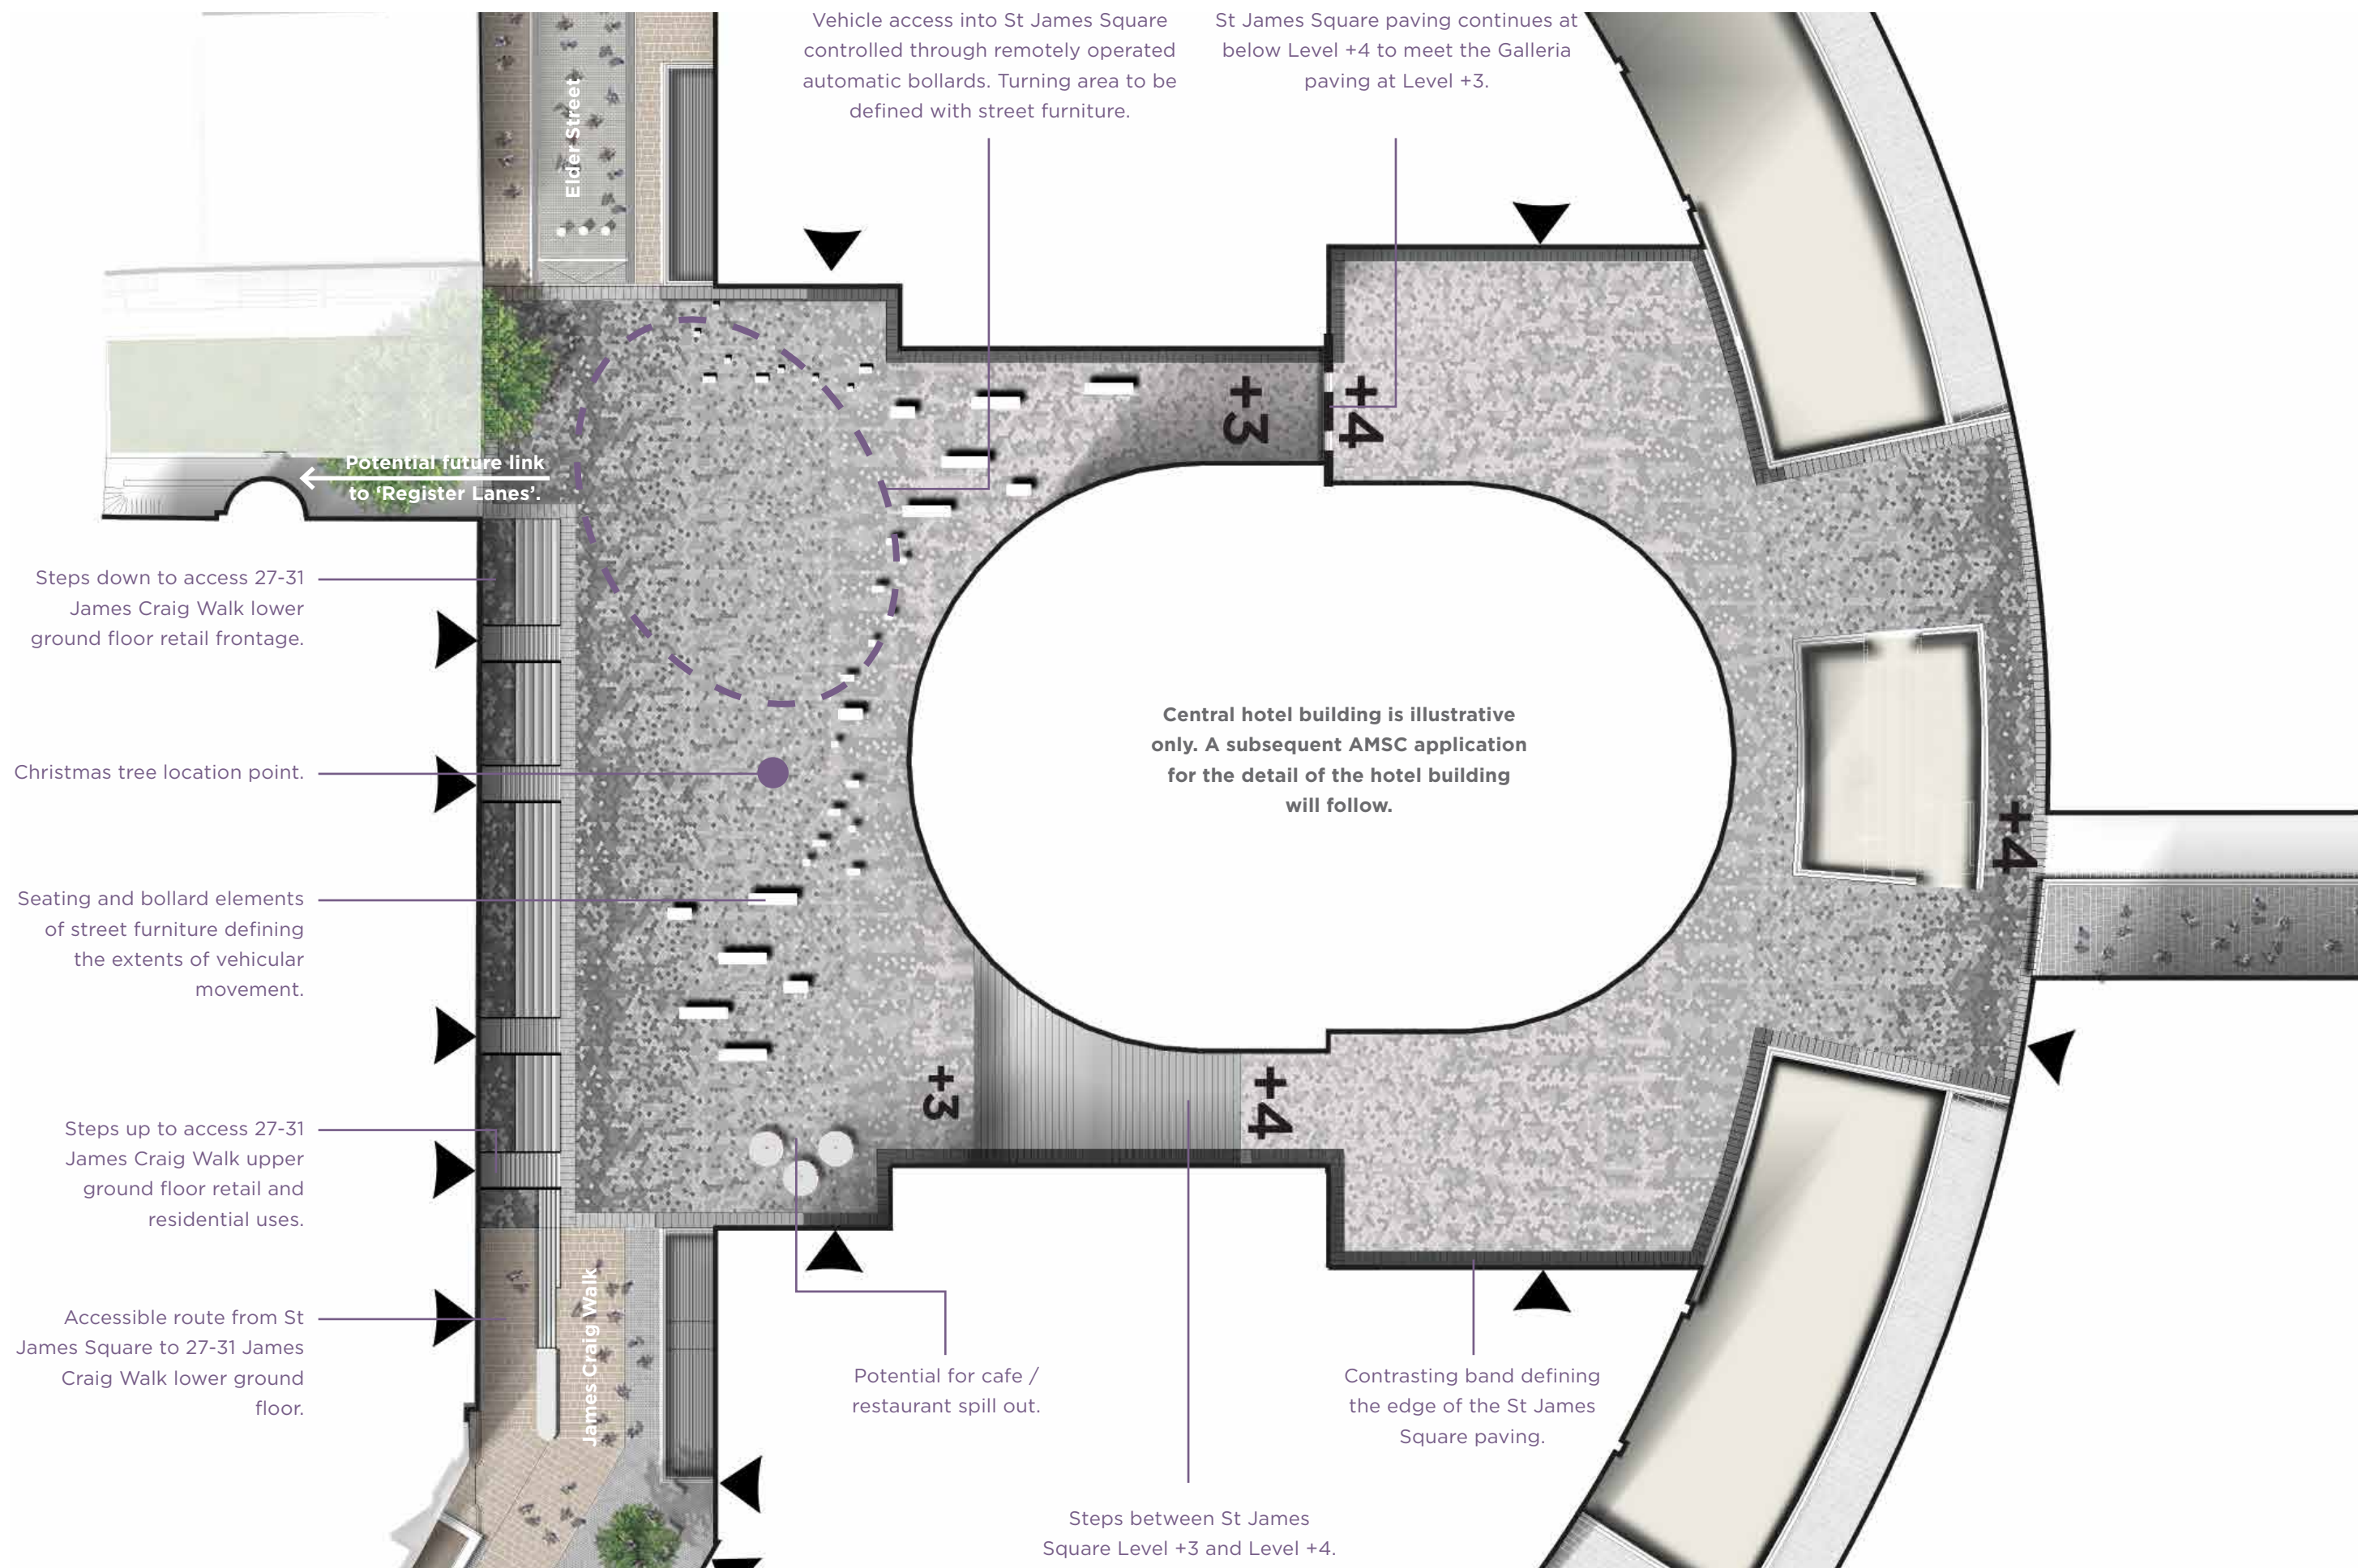 Vehicle access into St James Square
controlled through remotely operated
automatic bollards. Turning area to be
defined with street furniture.
St James Square paving continues at
below Level +4 to meet the Galleria
paving at Level +3.
Elder Street
+3
+4
Potential future link
to ‘Register Lanes’.
Steps down to access 27-31
James Craig Walk lower
ground floor retail frontage.
Christmas tree location point.
Seating and bollard elements
of street furniture defining
the extents of vehicular
movement.
Steps up to access 27-31
James Craig Walk upper
ground floor retail and
residential uses.
Accessible route from St
James Square to 27-31 James
Craig Walk lower ground
floor.
Central hotel building is illustrative
only. A subsequent AMSC application
for the detail of the hotel building
will follow.
+4
+3
+4
James Craig Walk
Potential for cafe /
restaurant spill out.
Steps between St James
Square Level +3 and Level +4.
Contrasting band defining
the edge of the St James
Square paving.